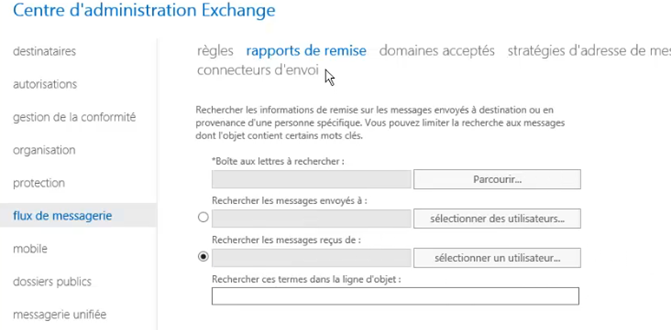 Centre d'administration Exchange
destinataires
autorisations
gestion de la conformité
organisation
protection
flux de messagerie
mobile
dossiers publics
messagerie unifiée
règles rapports de remise domaines acceptés stratégies d'adresse de mes
connecteurs d'envoi
Rechercher les informations de remise sur les messages envoyés à destination ou en
provenance d'une personne spécifique. Vous pouvez limiter la recherche aux messages
dont l'objet contient certains mots clés.
*Boîte aux lettres à rechercher :
Parcourir...
Rechercher les messages envoyés à :
sélectionner des utilisateurs...
Rechercher les messages reçus de :
sélectionner un utilisateur...
Rechercher ces termes dans la ligne d'objet :